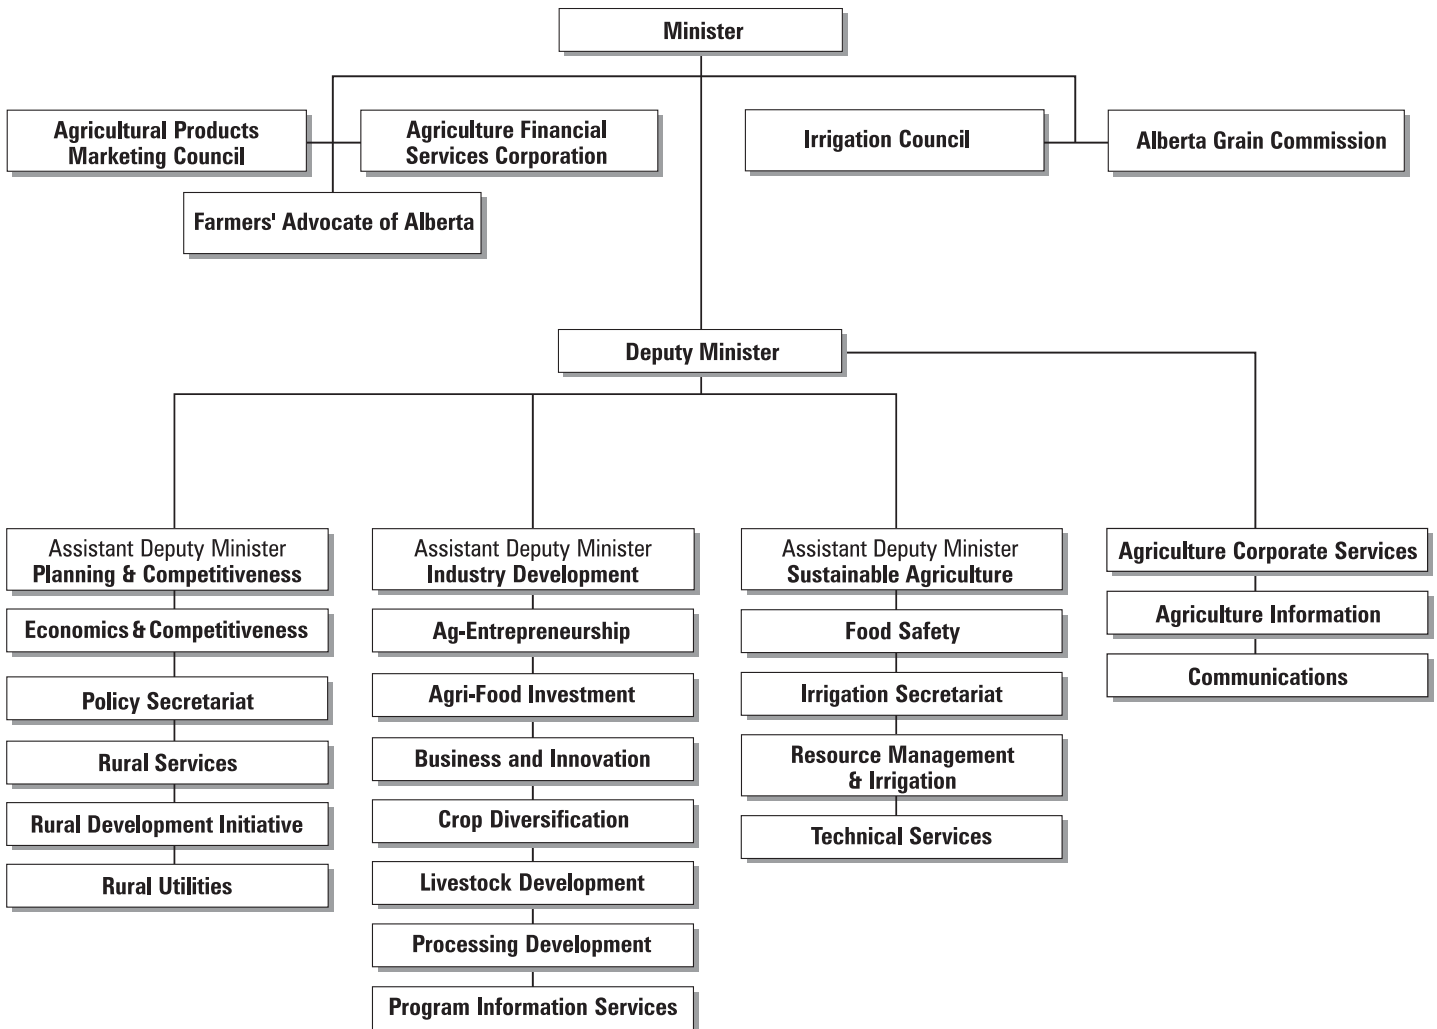 Minister
Agricultural Products
Marketing Council
Agriculture Financial
Services Corporation
Irrigation Council
Alberta Grain Commission
Farmers' Advocate of Alberta
Deputy Minister
Assistant Deputy Minister
Planning & Competitiveness
Economics & Competitiveness
Policy Secretariat
Rural Services
Rural Development Initiative
Rural Utilities
Assistant Deputy Minister
Industry Development
Ag-Entrepreneurship
Agri-Food Investment
Business and Innovation
Crop Diversification
Livestock Development
Processing Development
Program Information Services
Assistant Deputy Minister
Sustainable Agriculture
Food Safety
Irrigation Secretariat
Resource Management
& Irrigation
Technical Services
Agriculture Corporate Services
Agriculture Information
Communications